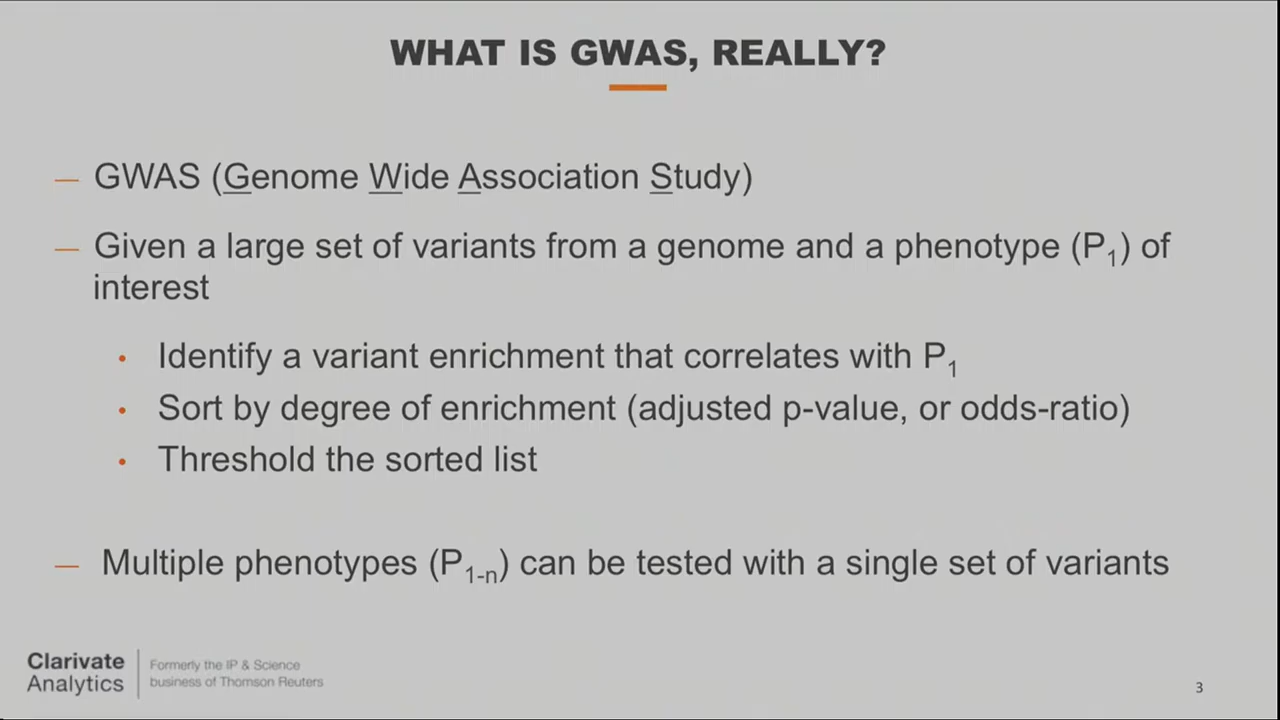 WHAT IS GWAS, REALLY?
— GWAS (Genome Wide Association Study)
— Given a large set of variants from a genome and a phenotype (P1) of
interest
• Identify a variant enrichment that correlates with P1
• Sort by degree of enrichment (adjusted p-value, or odds-ratio)
• Threshold the sorted list
— Multiple phenotypes (P1-n) can be tested with a single set of variants
Clarivate
Analytics
Formerly the IP & Science
business of Thomson Reuters
3